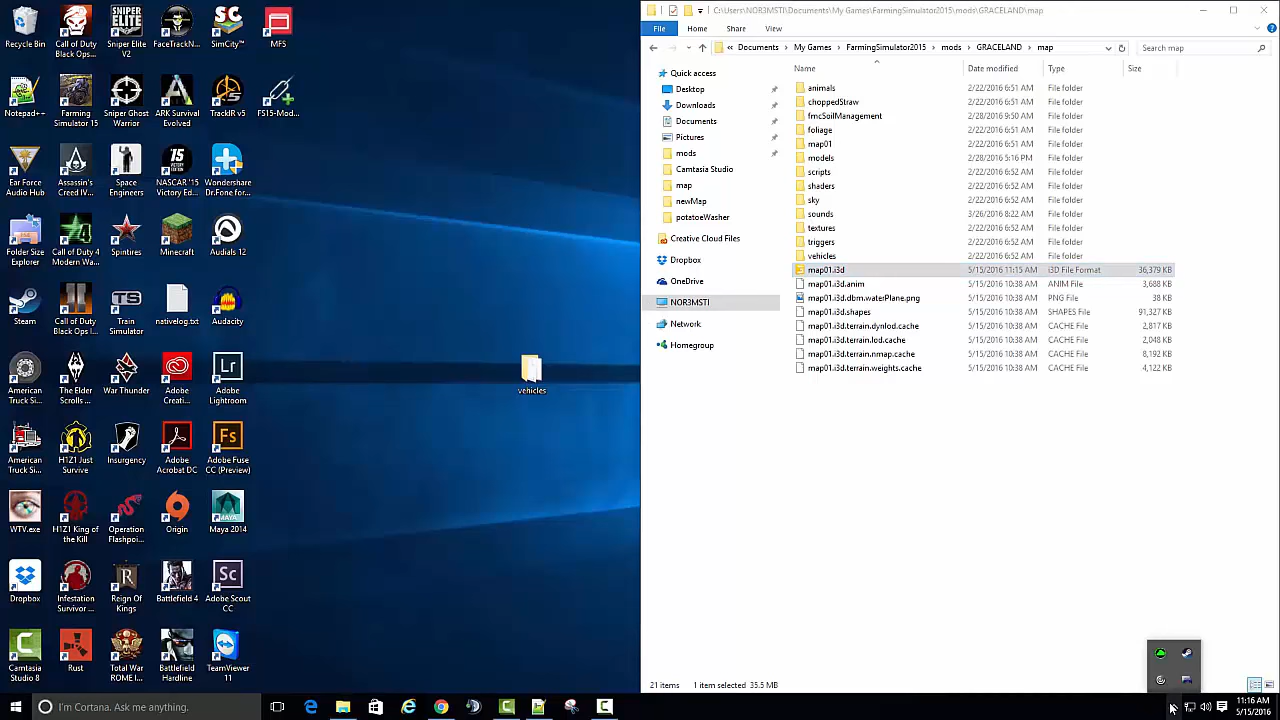 Recycle Bin
Call of Duty Black Ops...
Sniper Elite V2
FaceTrackN...
SimCity
MFS
Notepad++
Farming Simulator 15
Sniper Ghost Warrior
ARK Survival Evolved
TrackIR v5
FS15-Mod...
Ear Force Audio Hub
Assassin's Creed IV...
Space Engineers
NASCAR '15 Victory Ed...
Wondershare Dr.Fone for...
Folder Size Explorer
Call of Duty Modern Wa...
Spintires
Minecraft
Audials 12
Steam
Call of Duty Black Ops I...
Train Simulator
nativelog.txt
Audacity
American Truck Si...
The Elder Scrolls ...
War Thunder
Adobe Creati...
Adobe Lightroom
American Truck Si...
H1Z1 Just Survive
Insurgency
Adobe Acrobat DC
Adobe Fuse CC (Preview)
WTV.exe
H1Z1 King of the Kill
Operation Flashpoi...
Origin
Maya 2014
Dropbox
Infestation Survivor ...
Reign Of Kings
Battlefield 4
Adobe Scout CC
Camtasia Studio 8
Rust
Total War ROME I...
Battlefield Hardline
TeamViewer 11
vehicles
C:\Users\NOR3MSTI\Documents\My Games\FarmingSimulator2015\mods\GRACELAND\map
File Home Share View
« Documents › My Games › FarmingSimulator2015 › mods › GRACELAND › map
Search map
Quick access
Desktop
Downloads
Documents
Pictures
mods
Camtasia Studio
map
newMap
potatoeWasher
Creative Cloud Files
Dropbox
OneDrive
NOR3MSTI
Network
Homegroup
Name Date modified Type Size
animals 2/22/2016 6:51 AM File folder
choppedStraw 2/22/2016 6:51 AM File folder
fmcSoilManagement 2/28/2016 9:50 AM File folder
foliage 2/22/2016 6:51 AM File folder
map01 2/22/2016 6:51 AM File folder
models 2/28/2016 5:16 PM File folder
scripts 2/22/2016 6:52 AM File folder
shaders 2/22/2016 6:52 AM File folder
sky 2/22/2016 6:52 AM File folder
sounds 3/26/2016 8:22 AM File folder
textures 2/22/2016 6:52 AM File folder
triggers 2/22/2016 6:52 AM File folder
vehicles 2/22/2016 6:52 AM File folder
map01.i3d 5/15/2016 11:15 AM i3D File Format 36,379 KB
map01.i3d.anim 5/15/2016 10:38 AM ANIM File 3,688 KB
map01.i3d.dbm.waterPlane.png 5/15/2016 10:38 AM PNG File 38 KB
map01.i3d.shapes 5/15/2016 10:38 AM SHAPES File 91,327 KB
map01.i3d.terrain.dynlod.cache 5/15/2016 10:38 AM CACHE File 2,817 KB
map01.i3d.terrain.lod.cache 5/15/2016 10:38 AM CACHE File 2,048 KB
map01.i3d.terrain.nmap.cache 5/15/2016 10:38 AM CACHE File 8,192 KB
map01.i3d.terrain.weights.cache 5/15/2016 10:38 AM CACHE File 4,122 KB
21 items 1 item selected 35.5 MB
I'm Cortana. Ask me anything.
11:16 AM
5/15/2016